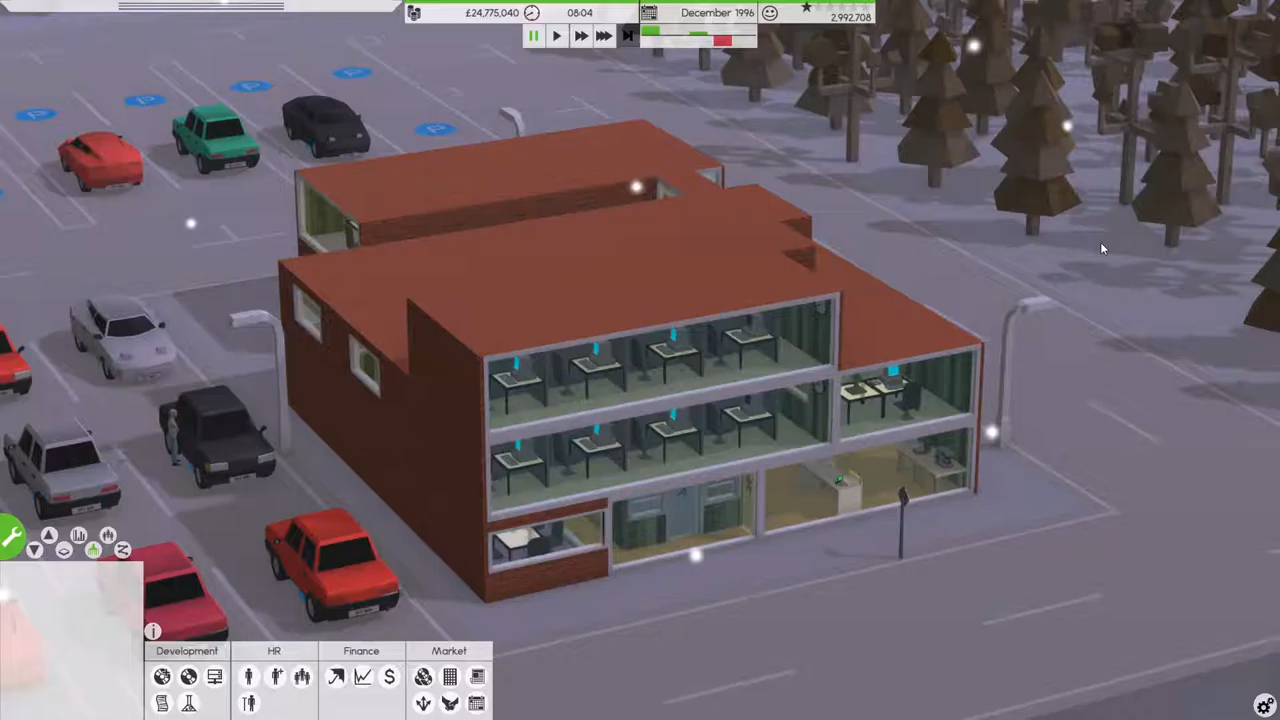 £24,775,040 08:04 December 1996 2,992,708
Development HR Finance Market